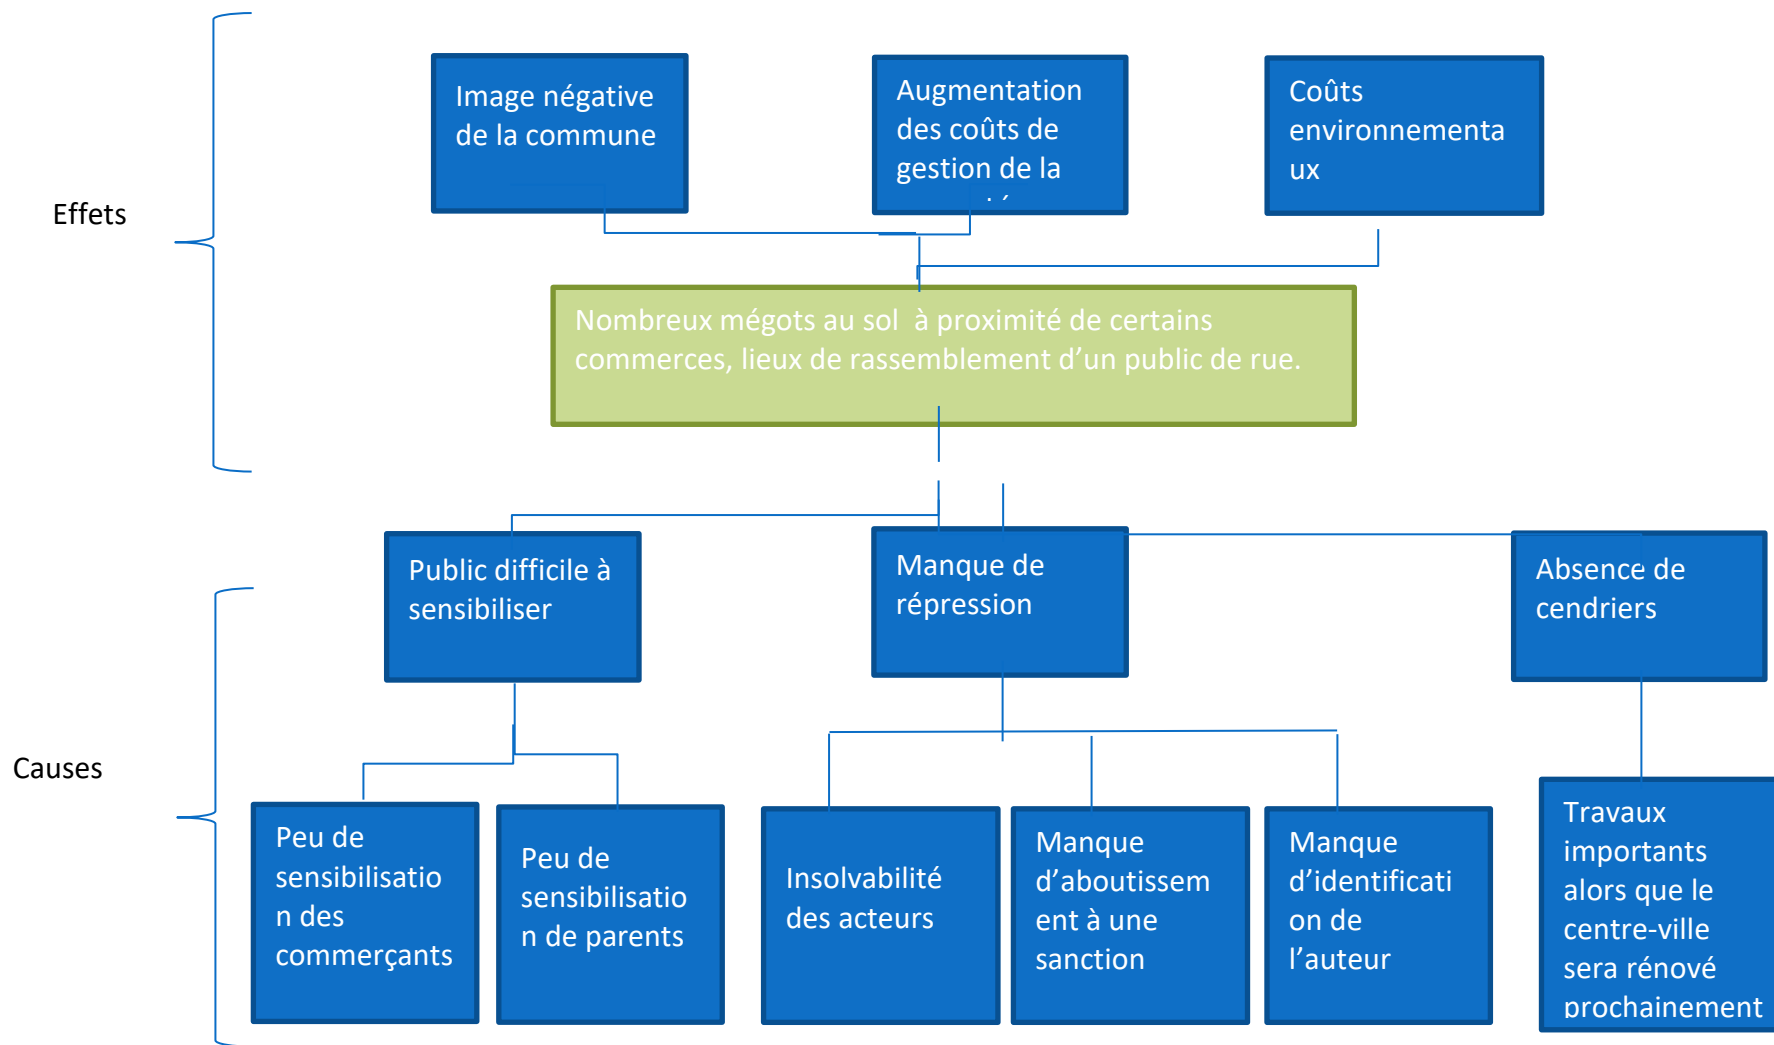 Image négative
de la commune
Augmentation
des coûts de
gestion de la
Coûts
environnementa
ux
Effets
Nombreux mégots au sol  à proximité de certains
commerces, lieux de rassemblement d’un public de rue.
Public difficile à
sensibiliser
Manque de
répression
Absence de
cendriers
Causes
Peu de
sensibilisatio
n des
commerçants
Peu de
sensibilisatio
n de parents
Insolvabilité
des acteurs
Manque
d’aboutissem
ent à une
sanction
Manque
d’identificati
on de
l’auteur
Travaux
importants
alors que le
centre-ville
sera rénové
prochainement